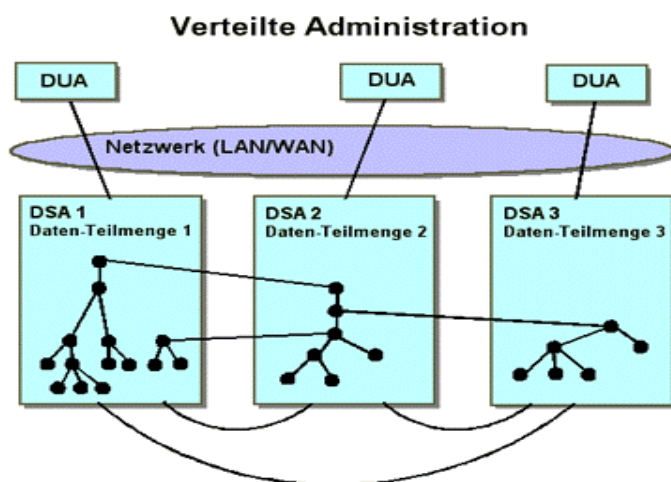 Verteilte Administration
DUA
DUA
DUA
Netzwerk (LAN/WAN)
DSA 1
Daten-Teilmenge 1
DSA 2
Daten-Teilmenge 2
DSA 3
Daten-Teilmenge 3